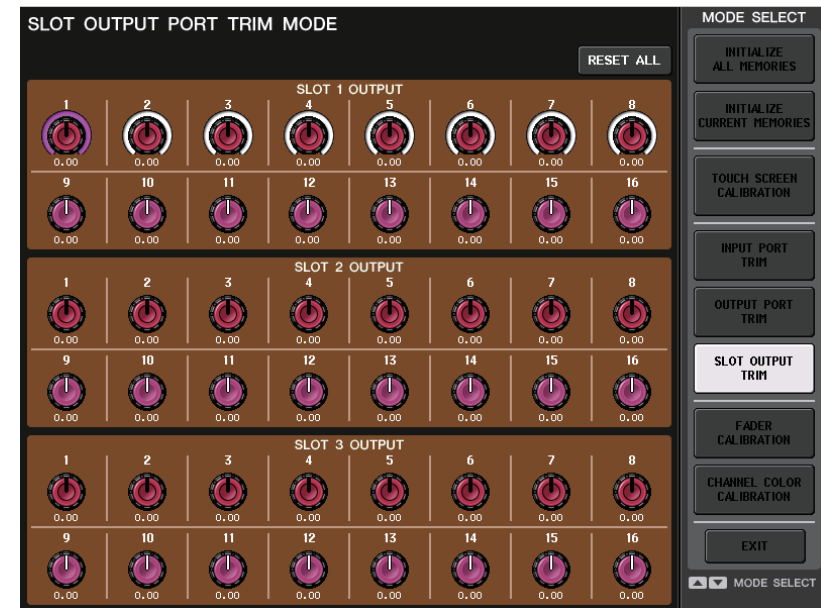 SLOT OUTPUT PORT TRIM MODE
RESET ALL
SLOT 1 OUTPUT
1 2 3 4 5 6 7 8
0.00 0.00 0.00 0.00 0.00 0.00 0.00 0.00
9 10 11 12 13 14 15 16
0.00 0.00 0.00 0.00 0.00 0.00 0.00 0.00
SLOT 2 OUTPUT
1 2 3 4 5 6 7 8
0.00 0.00 0.00 0.00 0.00 0.00 0.00 0.00
9 10 11 12 13 14 15 16
0.00 0.00 0.00 0.00 0.00 0.00 0.00 0.00
SLOT 3 OUTPUT
1 2 3 4 5 6 7 8
0.00 0.00 0.00 0.00 0.00 0.00 0.00 0.00
9 10 11 12 13 14 15 16
0.00 0.00 0.00 0.00 0.00 0.00 0.00 0.00
MODE SELECT
INITIALIZE
ALL MEMORIES
INITIALIZE
CURRENT MEMORIES
TOUCH SCREEN
CALIBRATION
INPUT PORT
TRIM
OUTPUT PORT
TRIM
SLOT OUTPUT
TRIM
FADER
CALIBRATION
CHANNEL COLOR
CALIBRATION
EXIT
MODE SELECT